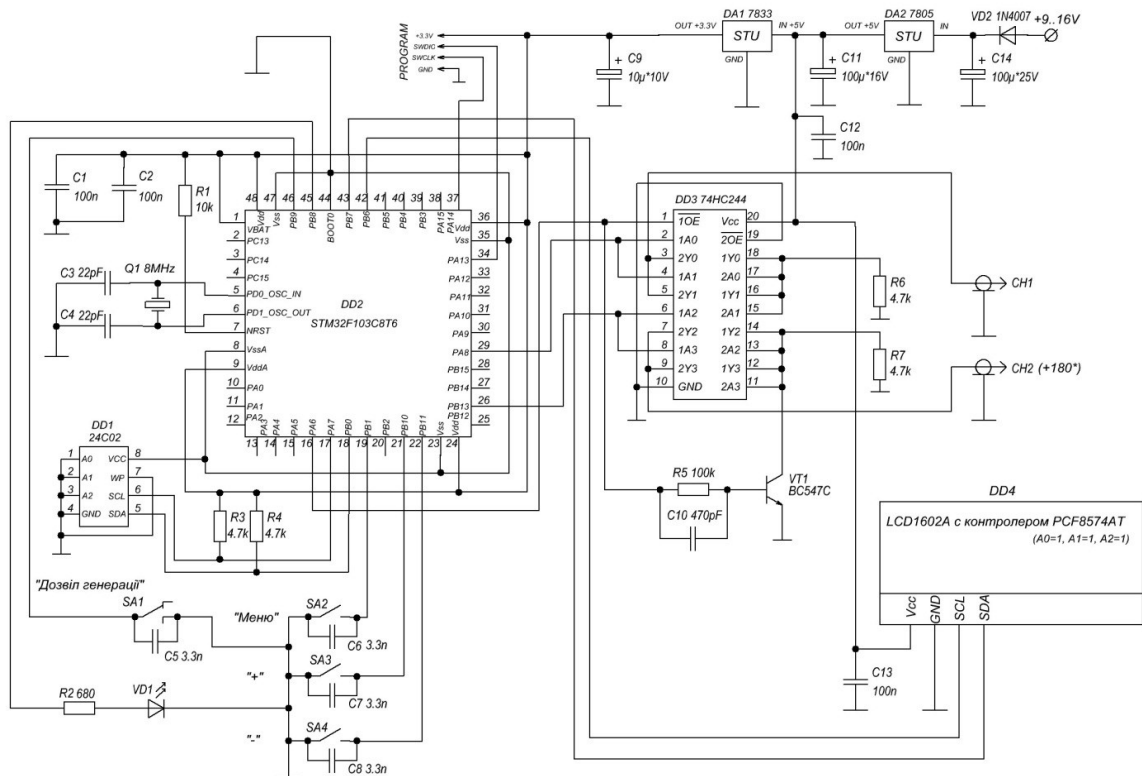 DA1 7833
DA2 7805
VD2 1N4007
+9..16V
OUT +3.3V
IN +5V
OUT +5V
IN
STU
STU
GND
GND
PROGRAM
+3.3V
SWDIO
SWCLK
GND
+
C9
10µ*10V
+
C11
100µ*16V
+
C14
100µ*25V
C12
100n
C1
100n
C2
100n
R1
10k
48 47 46 45 44 43 42 41 40 39 38 37
Vdd
Vss
PB9
PB8
BOOT0
PB7
PB6
PB5
PB4
PB3
PA15
PA14
1 VBAT
2 PC13
3 PC14
4 PC15
5 PD0_OSC_IN
6 PD1_OSC_OUT
7 NRST
8 VssA
9 VddA
10 PA0
11 PA1
12 PA2
DD2
STM32F103C8T6
Vdd 36
Vss 35
PA13 34
PA12 33
PA11 32
PA10 31
PA9 30
PA8 29
PB15 28
PB14 27
PB13 26
PB12 25
PA3
PA4
PA5
PA6
PA7
PB0
PB1
PB2
PB10
PB11
Vss
Vdd
13 14 15 16 17 18 19 20 21 22 23 24
C3 22pF
Q1 8MHz
C4 22pF
DD3 74HC244
1 1OE Vcc 20
2 1A0 2OE 19
3 2Y0 1Y0 18
4 1A1 2A0 17
5 2Y1 1Y1 16
6 1A2 2A1 15
7 2Y2 1Y2 14
8 1A3 2A2 13
9 2Y3 1Y3 12
10 GND 2A3 11
R6
4.7k
R7
4.7k
CH1
CH2 (+180*)
DD1
24C02
1 A0 VCC 8
2 A1 WP 7
3 A2 SCL 6
4 GND SDA 5
R3
4.7k
R4
4.7k
R5 100k
C10 470pF
VT1
BC547C
DD4
LCD1602A с контролером PCF8574AT
(A0=1, A1=1, A2=1)
Vcc
GND
SCL
SDA
C13
100n
"Дозвіл генерації"
SA1
C5 3.3n
"Меню"
SA2
C6 3.3n
"+"
SA3
C7 3.3n
"-"
SA4
C8 3.3n
R2 680
VD1